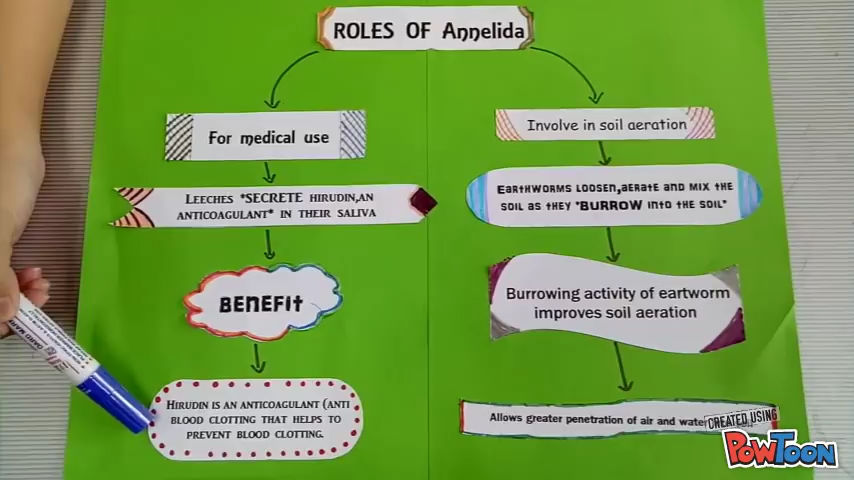 ROLES OF Annelida
For medical use
LEECHES *SECRETE HIRUDIN,AN
ANTICOAGULANT* IN THEIR SALIVA
BENEFIT
HIRUDIN IS AN ANTICOAGULANT (ANTI
BLOOD CLOTTING THAT HELPS TO
PREVENT BLOOD CLOTTING.
Involve in soil aeration
EARTHWORMS LOOSEN,AERATE AND MIX THE
SOIL AS THEY *BURROW INTO THE SOIL*
Burrowing activity of eartworm
improves soil aeration
Allows greater penetration of air and
CREATED USING
POWTOON